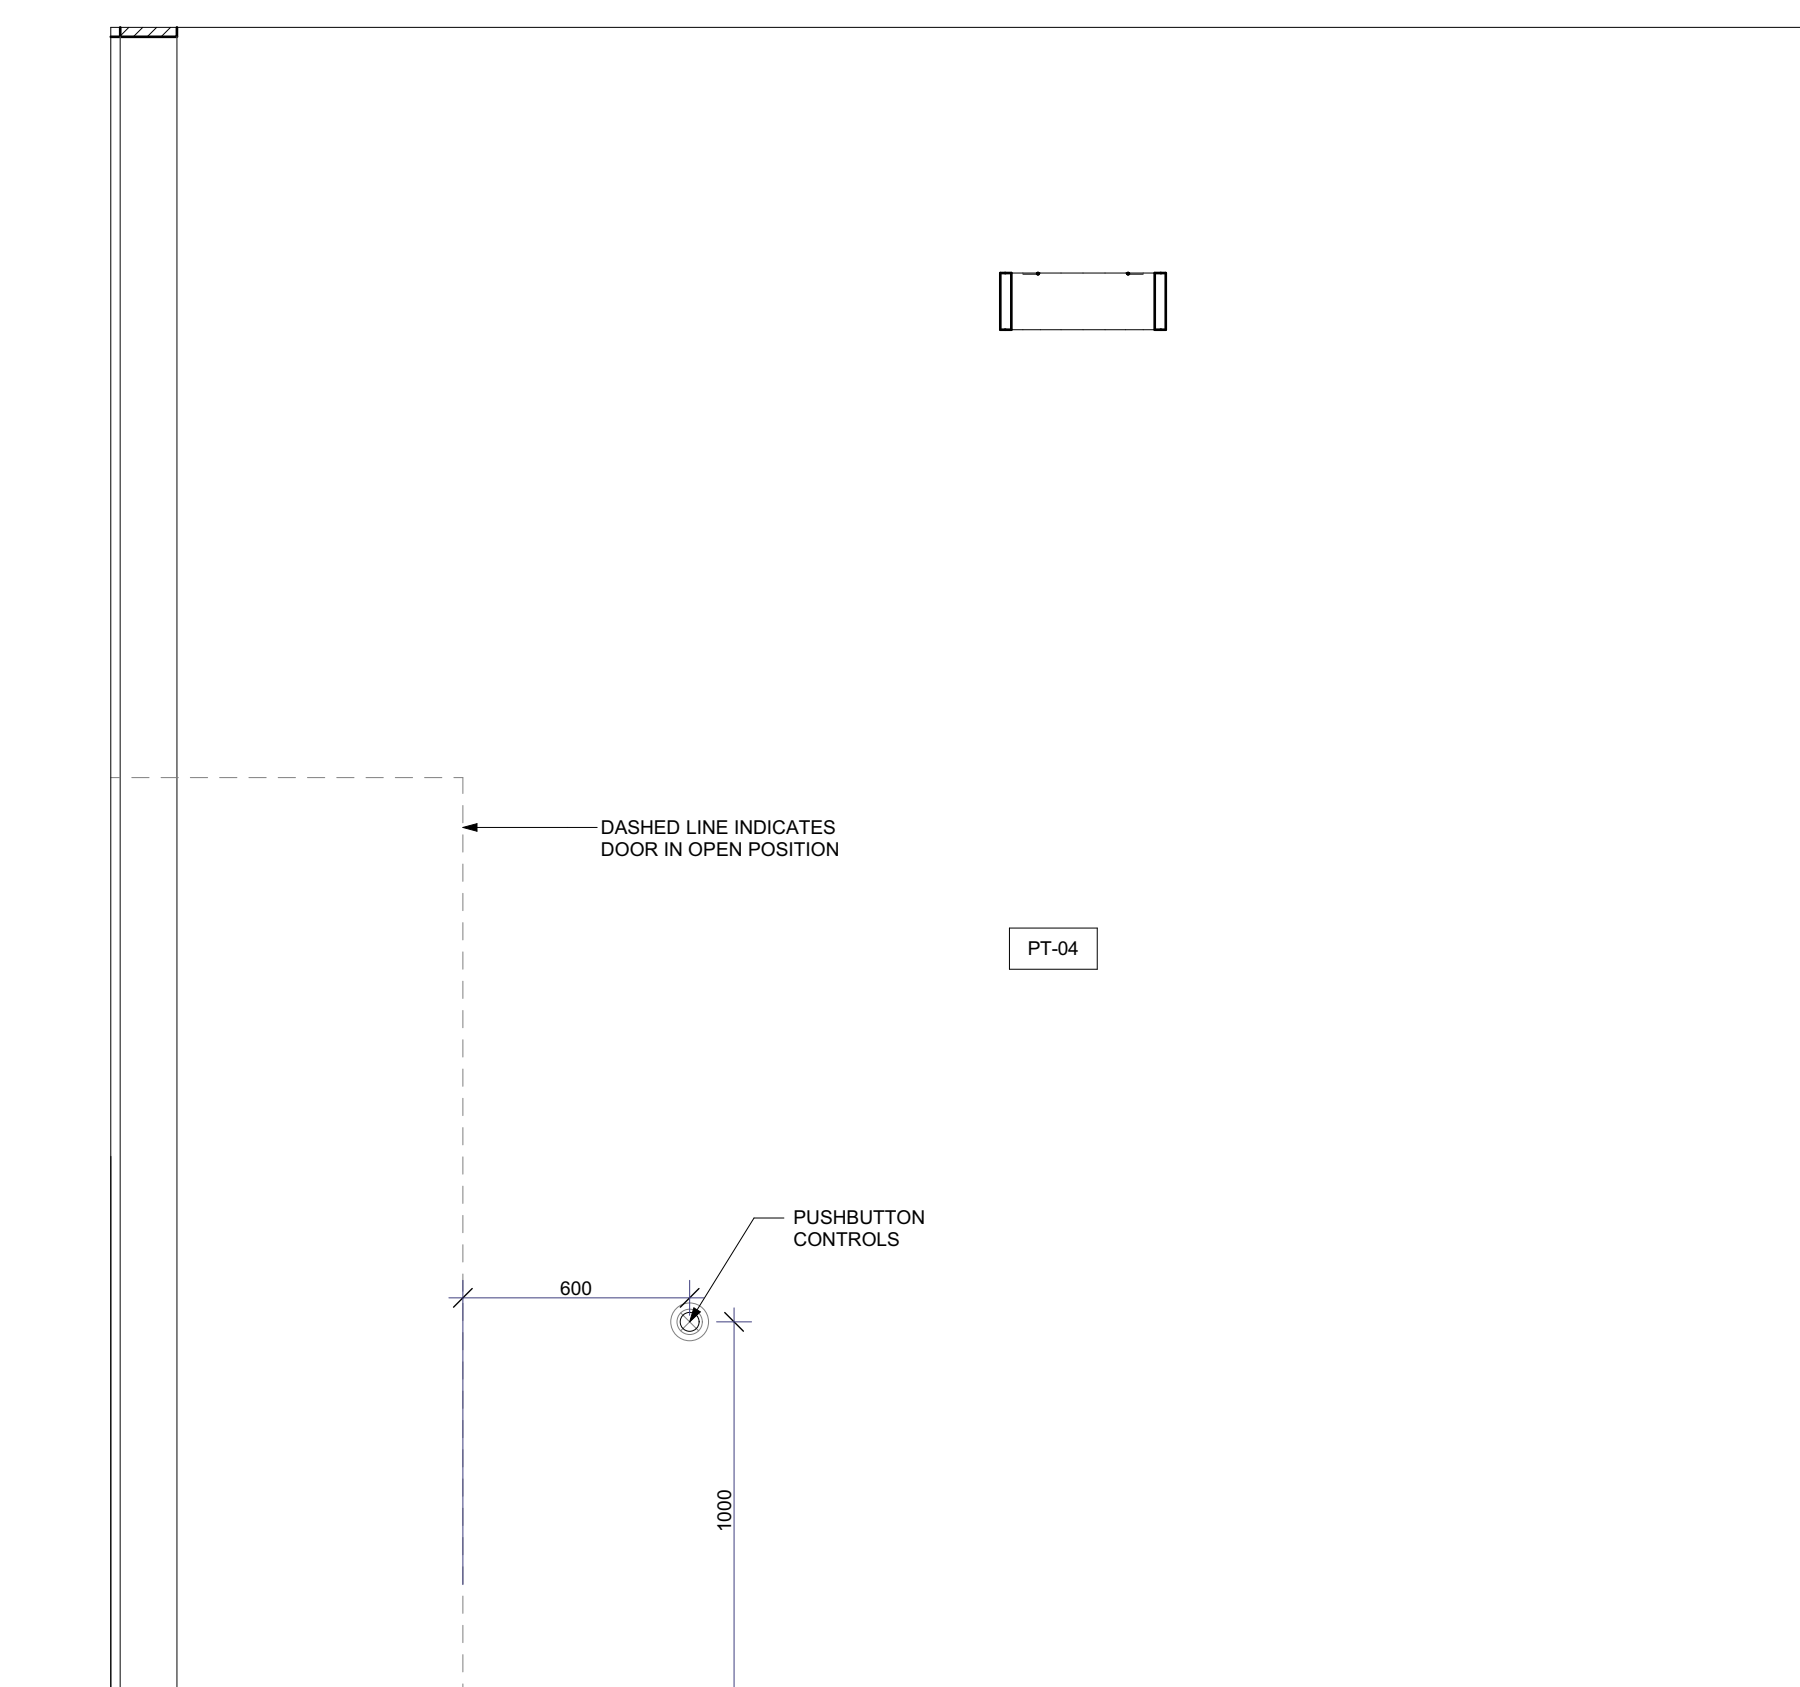 DASHED LINE INDICATES
DOOR IN OPEN POSITION
PT-04
PUSHBUTTON
CONTROLS
600
1000